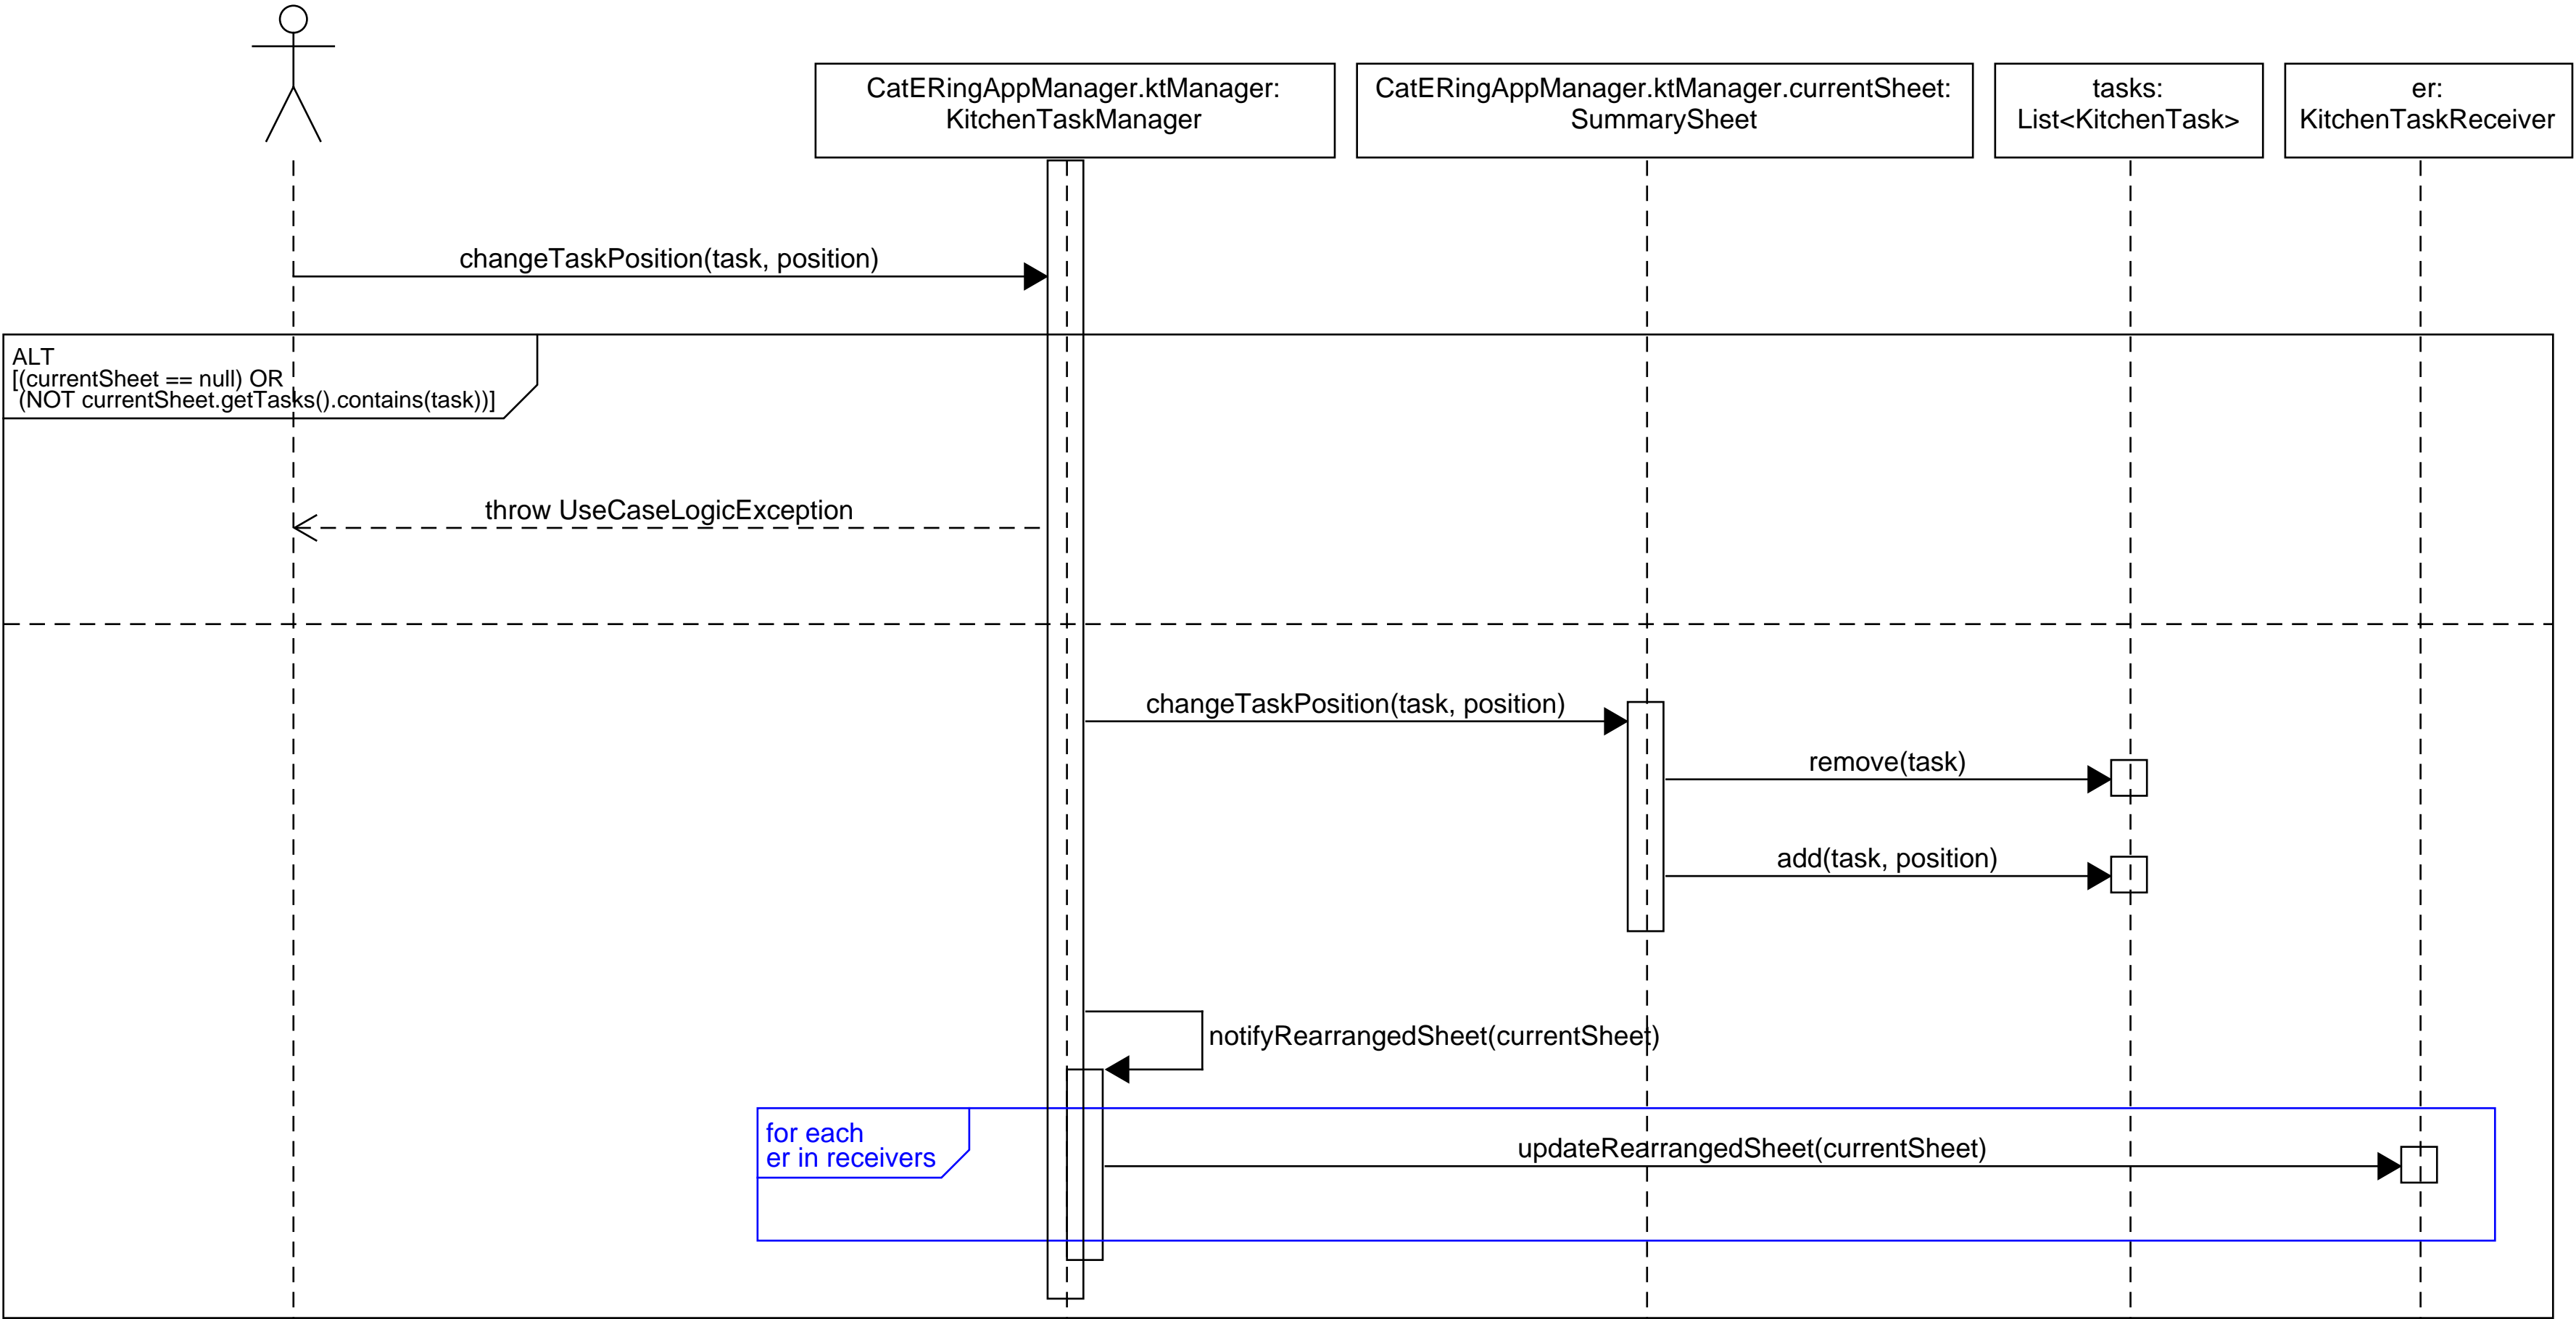 CatERingAppManager.ktManager:
KitchenTaskManager
CatERingAppManager.ktManager.currentSheet:
SummarySheet
tasks:
List<KitchenTask>
er:
KitchenTaskReceiver
changeTaskPosition(task, position)
ALT
[(currentSheet == null) OR
(NOT currentSheet.getTasks().contains(task))]
throw UseCaseLogicException
changeTaskPosition(task, position)
remove(task)
add(task, position)
notifyRearrangedSheet(currentSheet)
for each
er in receivers
updateRearrangedSheet(currentSheet)